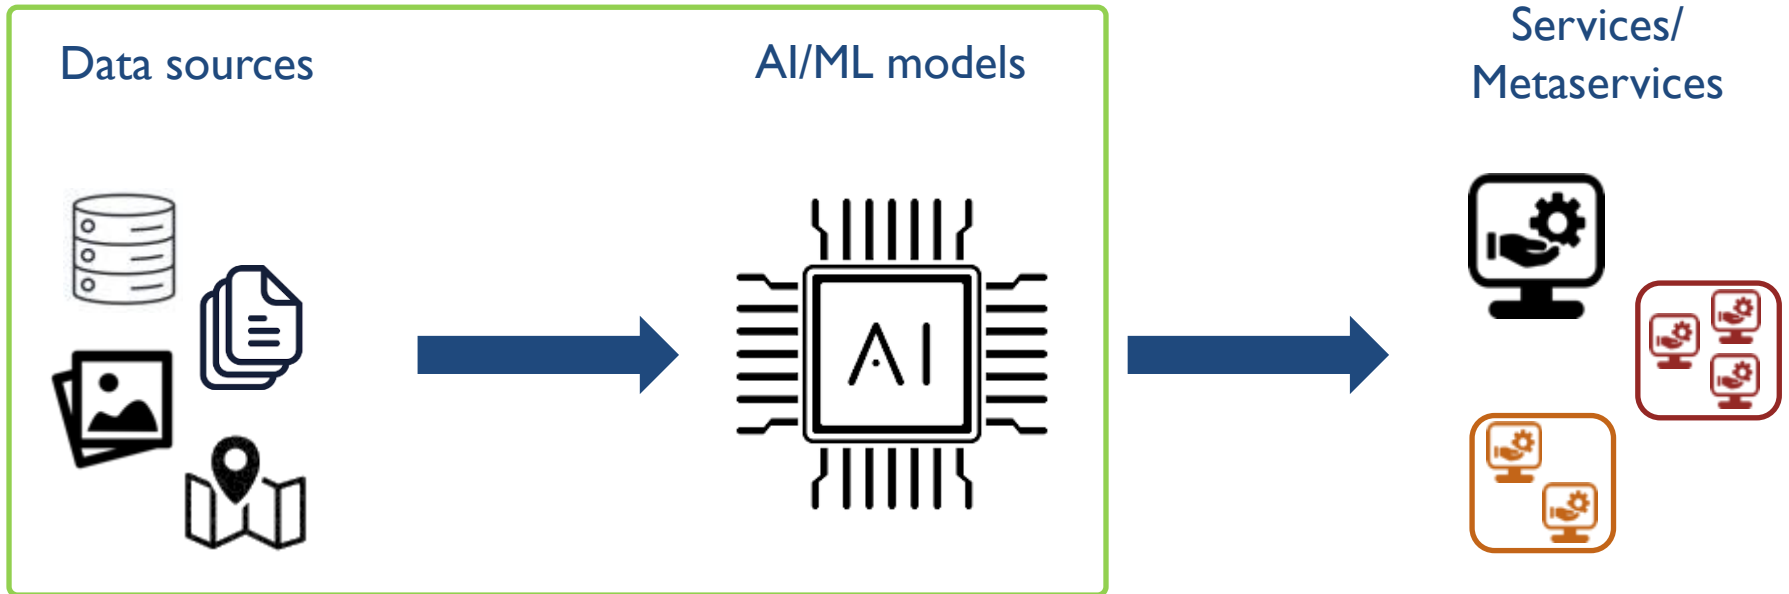 Data sources
AI/ML models
Services/
Metaservices
AI